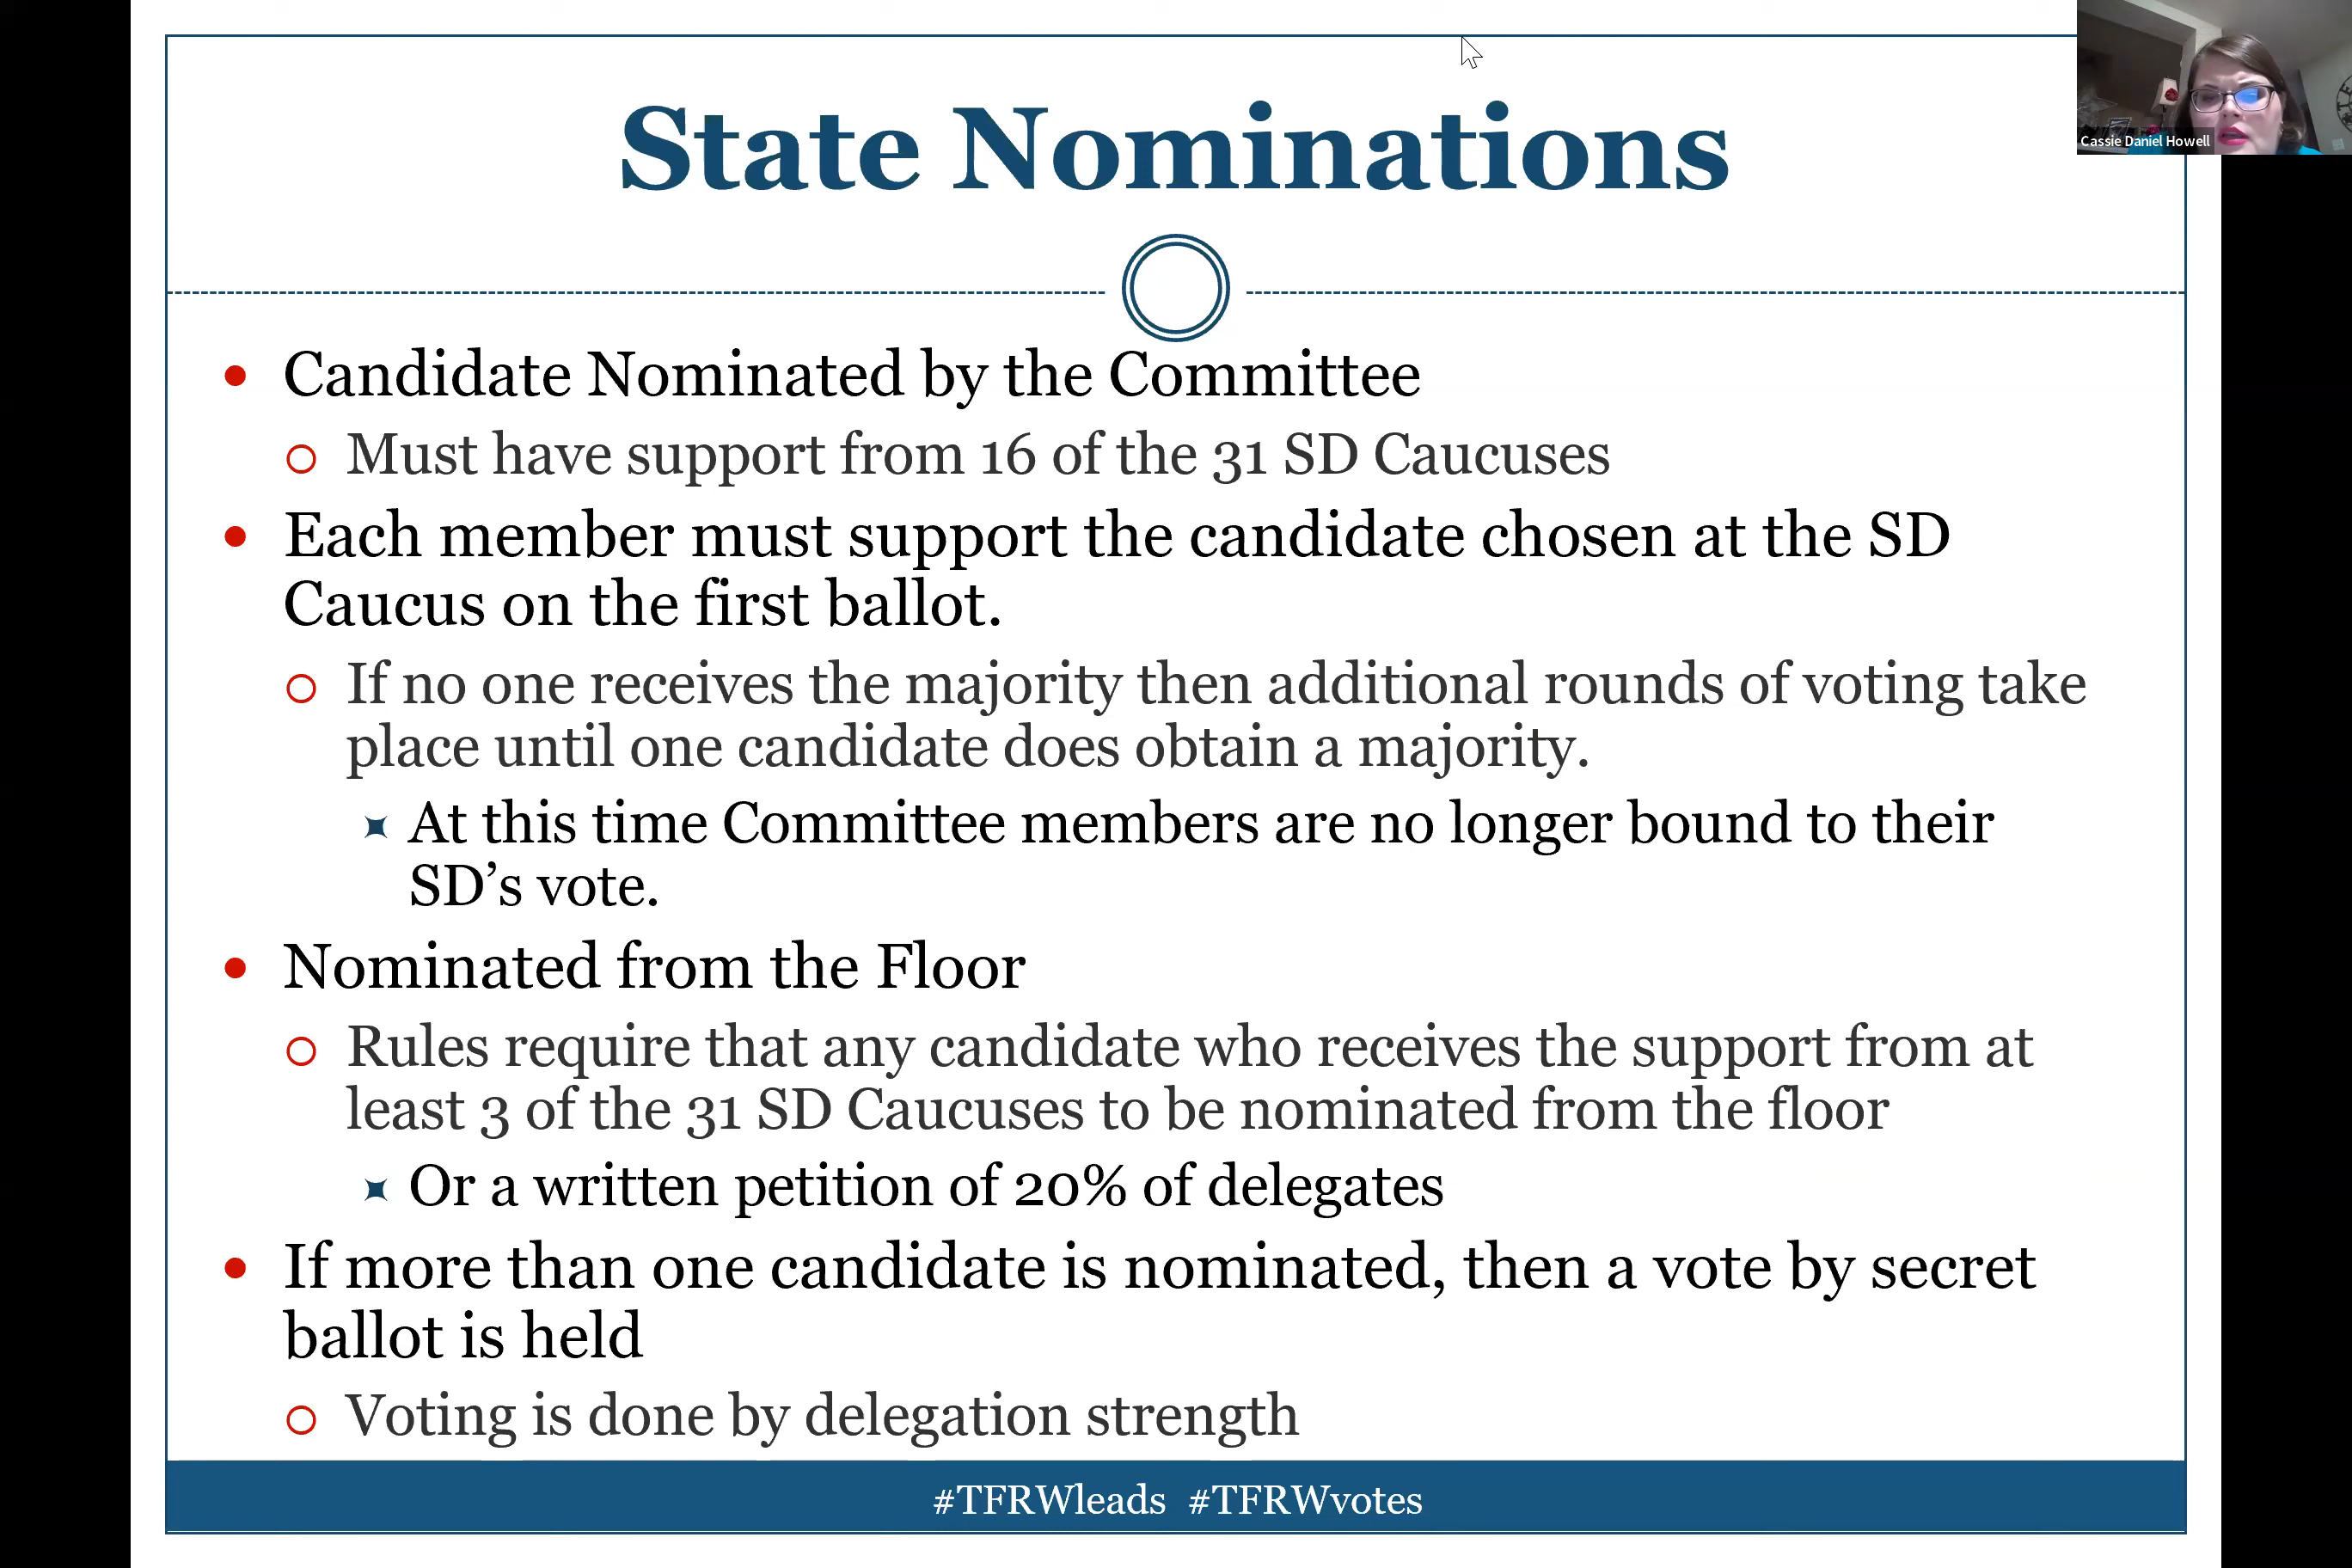 State Nominations
Cassie Daniel Howell
Candidate Nominated by the Committee
Must have support from 16 of the 31 SD Caucuses
Each member must support the candidate chosen at the SD
Caucus on the first ballot.
If no one receives the majority then additional rounds of voting take
place until one candidate does obtain a majority.
At this time Committee members are no longer bound to their
SD’s vote.
Nominated from the Floor
Rules require that any candidate who receives the support from at
least 3 of the 31 SD Caucuses to be nominated from the floor
Or a written petition of 20% of delegates
If more than one candidate is nominated, then a vote by secret
ballot is held
Voting is done by delegation strength
#TFRWleads #TFRWvotes